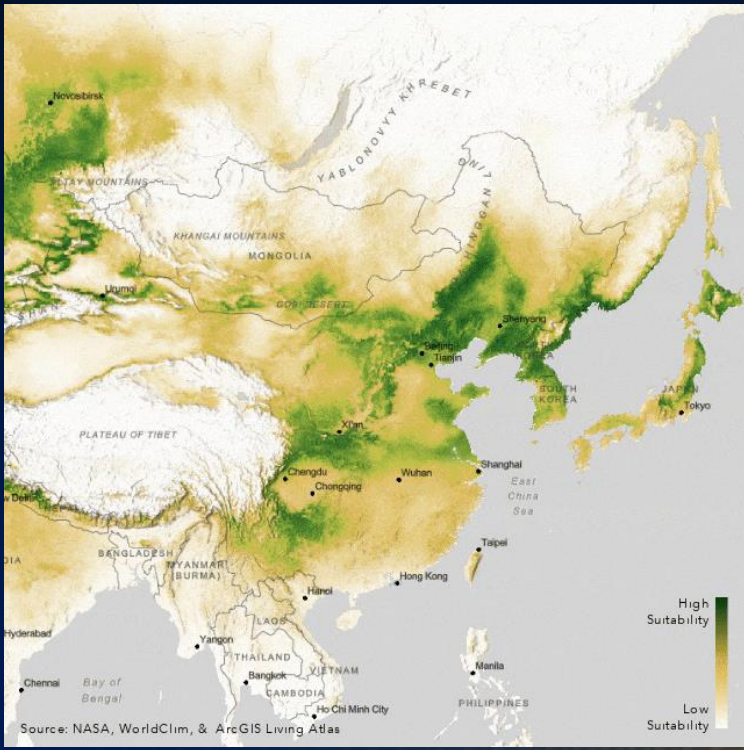 Novosibirsk
YABLONOVYY KHREBET
ALTAY MOUNTAINS
KHANGAI MOUNTAINS
MONGOLIA
HINGGAN LING
Urumqi
GOBI DESERT
Shenyang
Beijing
Tianjin
KOREA
SOUTH
KOREA
JAPAN
Tokyo
Xi'an
PLATEAU OF TIBET
Chengdu
Chongqing
Wuhan
Shanghai
East
China
Sea
Taipei
BANGLADESH
MYANMAR
(BURMA)
Hanoi
Hong Kong
High
Suitability
LAOS
Hyderabad
Yangon
THAILAND
VIETNAM
Manila
Bangkok
Chennai
Bay of
Bengal
CAMBODIA
PHILIPPINES
Ho Chi Minh City
Low
Suitability
Source: NASA, WorldClim, & ArcGIS Living Atlas